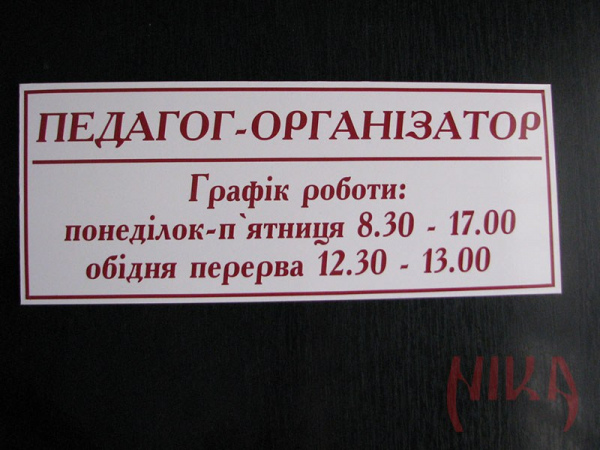 ПЕДАГОГ-ОРГАНІЗАТОР
Графік роботи:
понеділок-п`ятниця 8.30 - 17.00
обідня перерва 12.30 - 13.00
NIKA